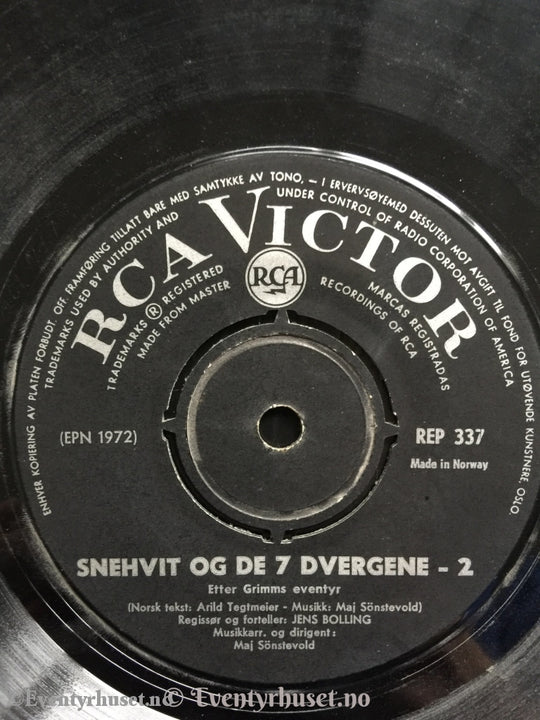 ENHVER KOPIERING AV PLATEN FORBUDT. OFF. FRAMFØRING TILLATT BARE MED SAMTYKKE AV TONO, – I ERVERVSØYEMED DESSUTEN MOT AVGIFT TIL FOND FOR UTØVENDE KUNSTNERE, OSLO.
TRADEMARKS USED BY AUTHORITY AND UNDER CONTROL OF RADIO CORPORATION OF AMERICA
RCA VICTOR
TRADEMARKS ® REGISTERED
MADE FROM MASTER
RCA
MARCAS REGISTRADAS
RECORDINGS OF RCA
(EPN 1972)
REP 337
Made in Norway
SNEHVIT OG DE 7 DVERGENE – 2
Etter Grimms eventyr
(Norsk tekst: Arild Tegtmeier - Musikk: Maj Sönstevold)
Regissør og forteller: JENS BOLLING
Musikkarr. og dirigent:
Maj Sönstevold
©Eventyrhuset.no © Eventyrhuset.no